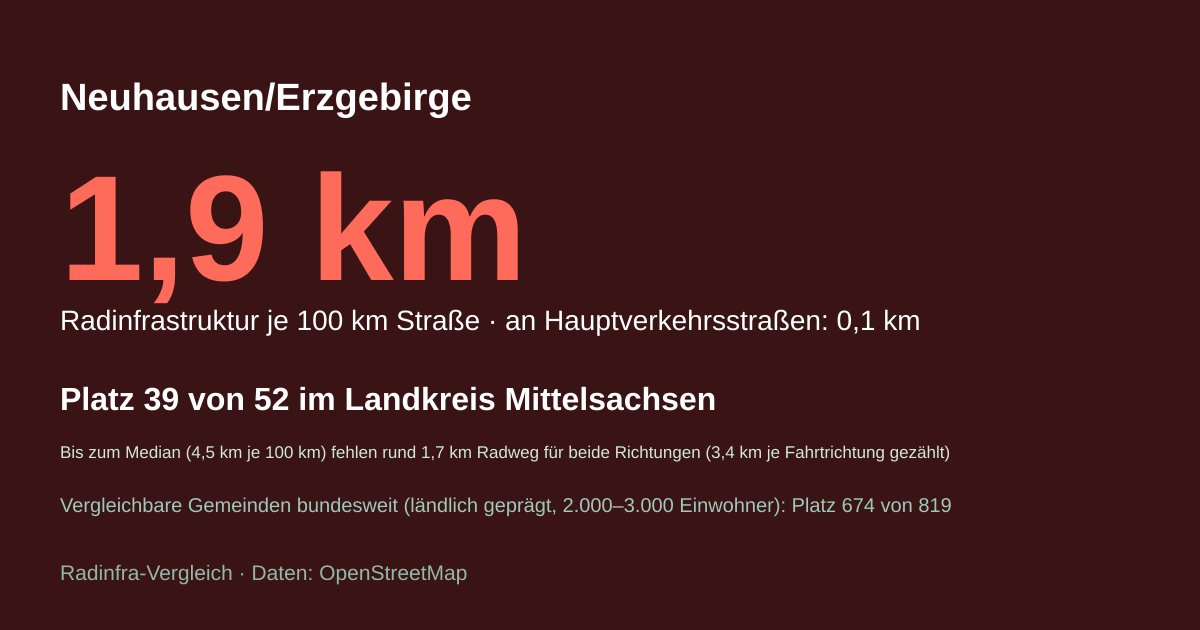 Neuhausen/Erzgebirge
1,9 km
Radinfrastruktur je 100 km Straße · an Hauptverkehrsstraßen: 0,1 km
Platz 39 von 52 im Landkreis Mittelsachsen
Bis zum Median (4,5 km je 100 km) fehlen rund 1,7 km Radweg für beide Richtungen (3,4 km je Fahrtrichtung gezählt)
Vergleichbare Gemeinden bundesweit (ländlich geprägt, 2.000–3.000 Einwohner): Platz 674 von 819
Radinfra-Vergleich · Daten: OpenStreetMap